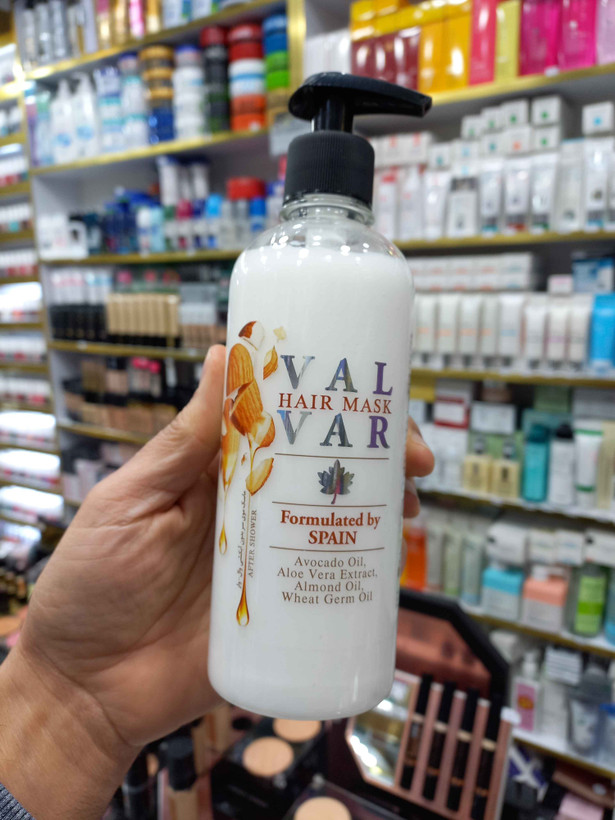 VAL
HAIR MASK
VAR
Formulated by
SPAIN
Avocado Oil,
Aloe Vera Extract,
Almond Oil,
Wheat Germ Oil
AFTER SHOWER